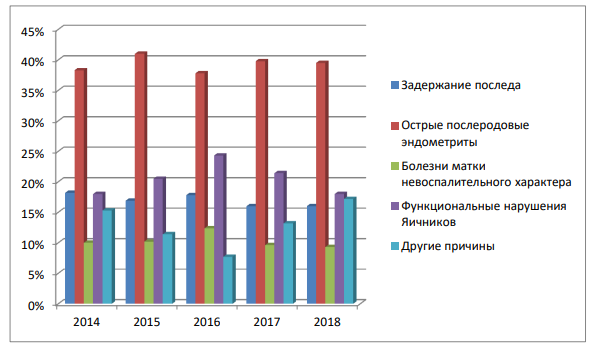 45%
40%
35%
30%
25%
20%
15%
10%
5%
0%
2014 2015 2016 2017 2018
Задержание последа
Острые послеродовые
эндометриты
Болезни матки
невоспалительного характера
Функциональные нарушения
Яичников
Другие причины